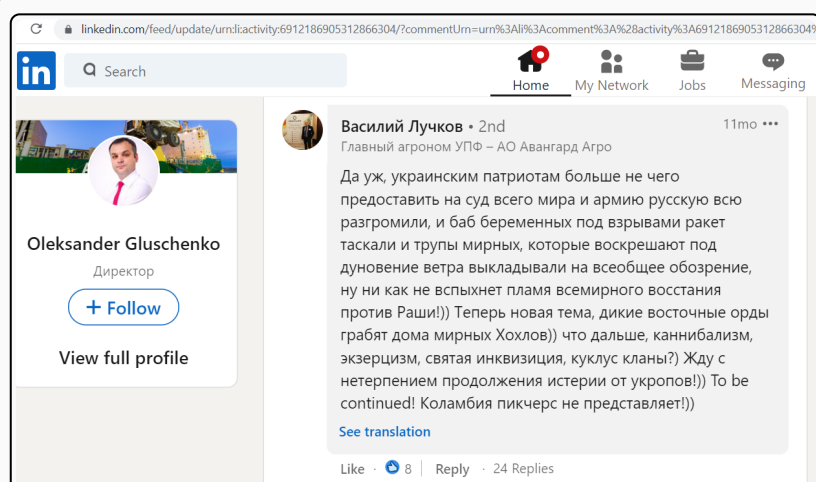 linkedin.com/feed/update/urn:li:activity:6912186905312866304/?commentUrn=urn%3Ali%3Acomment%3A%28activity%3A6912186905312866304%
in
Search
Home
My Network
Jobs
Messaging
Oleksander Gluschenko
Директор
+ Follow
View full profile
Василий Лучков • 2nd
11mo •••
Главный агроном УПФ – АО Авангард Агро
Да уж, украинским патриотам больше не чего
предоставить на суд всего мира и армию русскую всю
разгромили, и баб беременных под взрывами ракет
таскали и трупы мирных, которые воскрешают под
дуновение ветра выкладывали на всеобщее обозрение,
ну ни как не вспыхнет пламя всемирного восстания
против Раши!)) Теперь новая тема, дикие восточные орды
грабят дома мирных Хохлов)) что дальше, каннибализм,
экзерцизм, святая инквизиция, куклус кланы?) Жду с
нетерпением продолжения истерии от укропов!)) To be
continued! Коламбия пикчерс не представляет!))
See translation
Like · 8 | Reply · 24 Replies